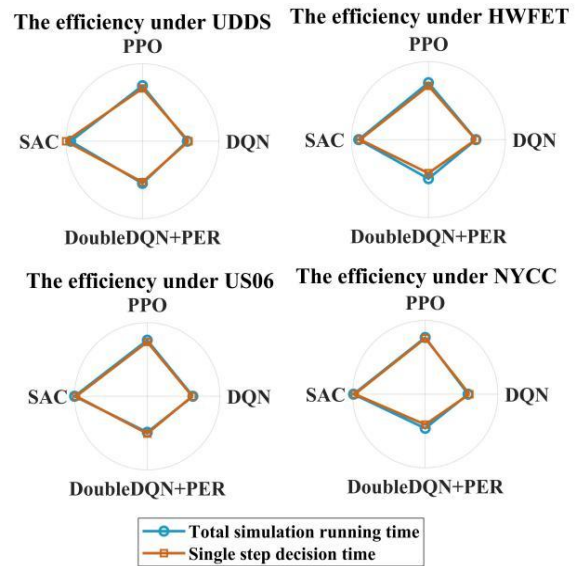 The efficiency under UDDS
PPO
SAC
DQN
DoubleDQN+PER
The efficiency under HWFET
PPO
SAC
DQN
DoubleDQN+PER
The efficiency under US06
PPO
SAC
DQN
DoubleDQN+PER
The efficiency under NYCC
PPO
SAC
DQN
DoubleDQN+PER
Total simulation running time
Single step decision time